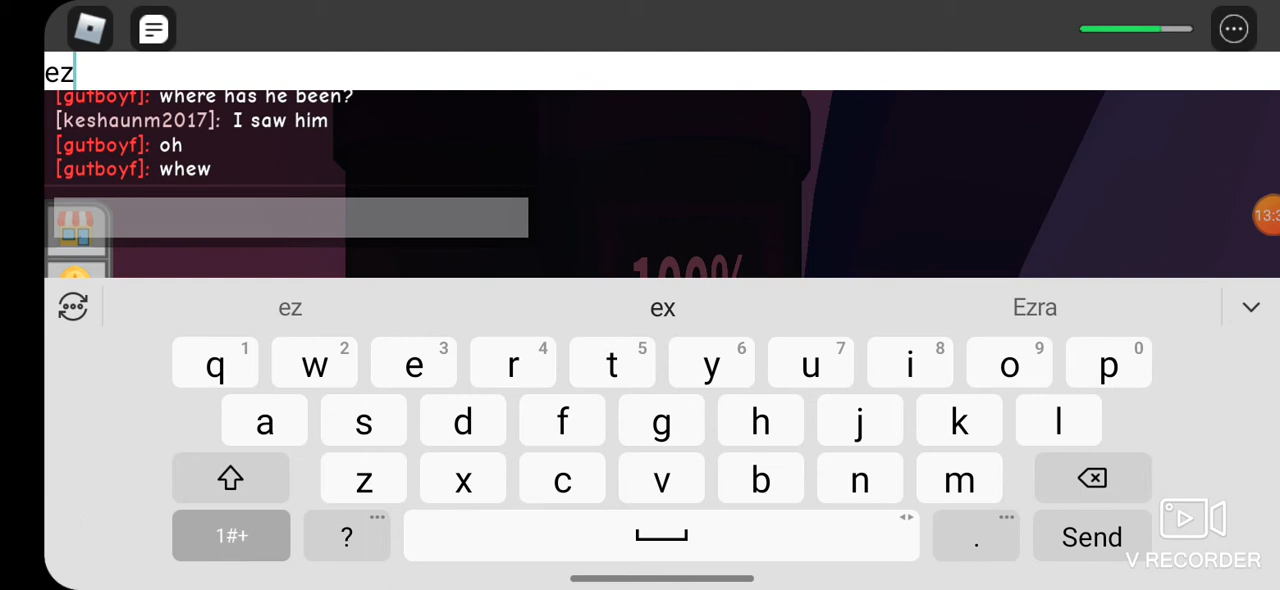 ez
[gutboyf]: where has he been?
[keshaunm2017]: I saw him
[gutboyf]: oh
[gutboyf]: whew
100%
ez ex Ezra
q 1 w 2 e 3 r 4 t 5 y 6 u 7 i 8 o 9 p 0
a s d f g h j k l
z x c v b n m
1#+ ? . Send
V RECORDER